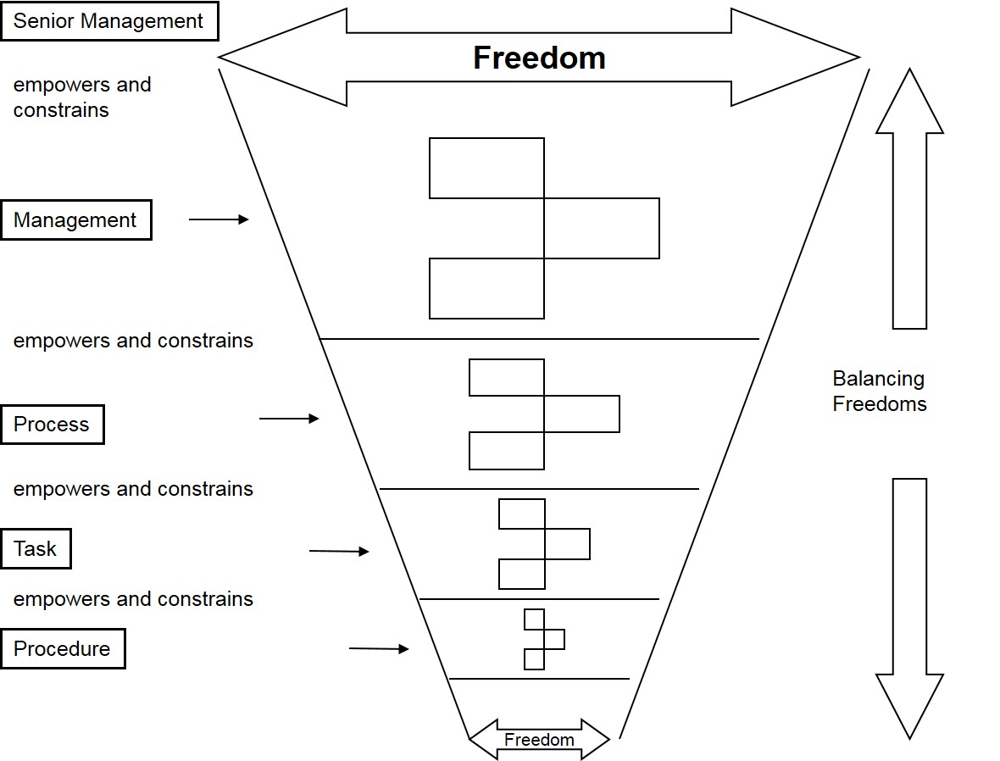 Senior Management
Freedom
empowers and
constrains
Management
empowers and constrains
Balancing
Freedoms
Process
empowers and constrains
Task
empowers and constrains
Procedure
Freedom